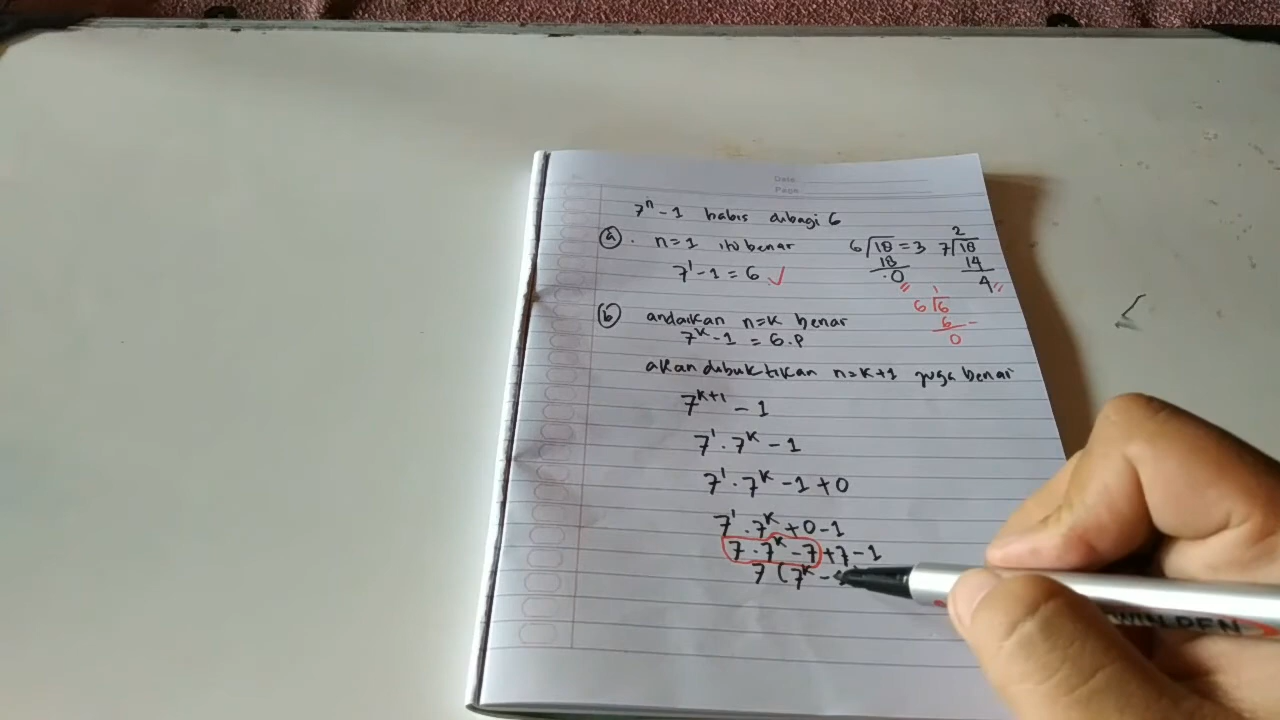 Date
Page
7ⁿ - 1 habis dibagi 6
ⓐ. n=1 itu benar
7¹ - 1 = 6 ✓
6/18 = 3
18
0
2
7/18
14
4
1
6/6
6 -
0
ⓑ andaikan n=k benar
7ᵏ - 1 = 6.P
akan dibuktikan n=k+1 juga benar
7ᵏ⁺¹ - 1
7¹ . 7ᵏ - 1
7¹ . 7ᵏ - 1 + 0
7¹ . 7ᵏ + 0 - 1
7 . 7ᵏ - 7 + 7 - 1
7 (7ᵏ -
TWIN PEN